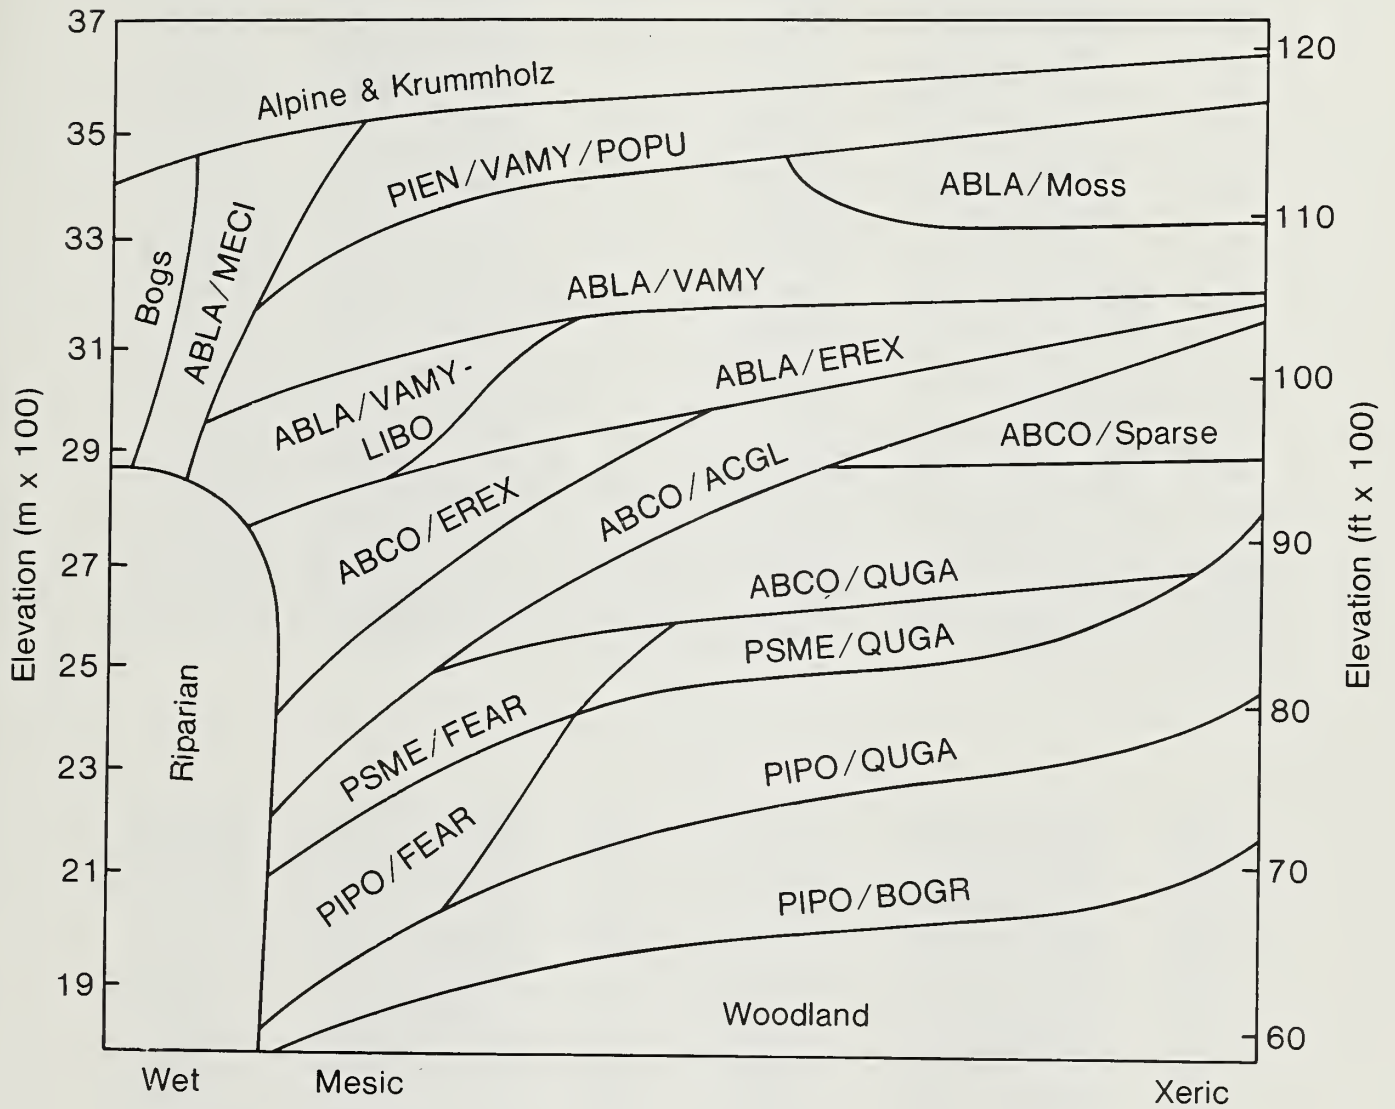 37
35
33
31
29
27
25
23
21
19
Elevation (m x 100)
120
110
100
90
80
70
60
Elevation (ft x 100)
Alpine & Krummholz
PIEN/VAMY/POPU
ABLA/Moss
Bogs
ABLA/MECI
ABLA/VAMY
ABLA/VAMY-
LIBO
ABLA/EREX
ABCO/Sparse
ABCO/EREX
ABCO/ACGL
ABCO/QUGA
PSME/QUGA
PSME/FEAR
Riparian
PIPO/QUGA
PIPO/FEAR
PIPO/BOGR
Woodland
Wet
Mesic
Xeric